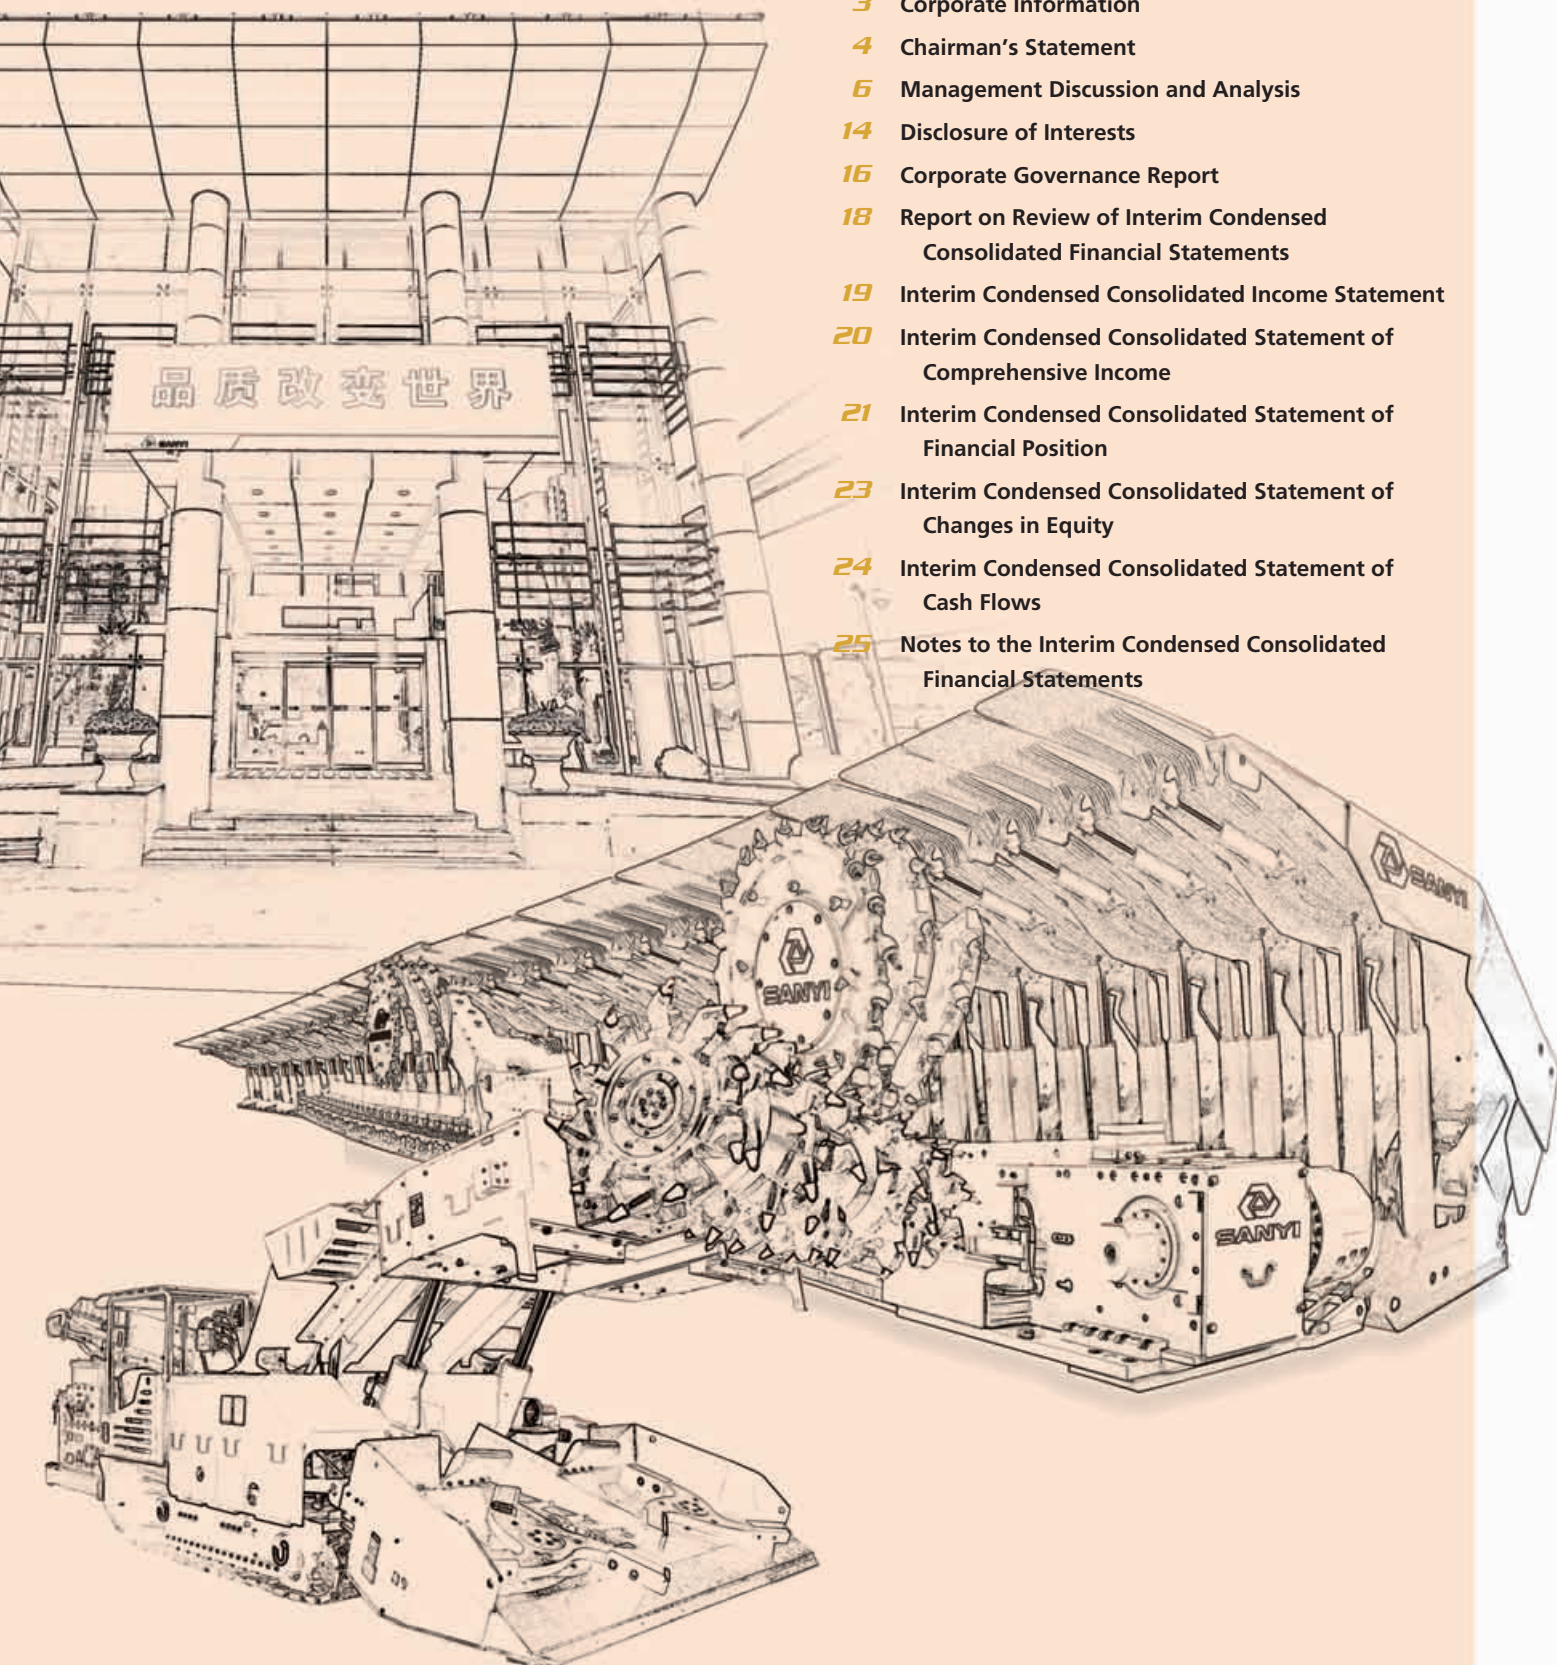 3 Corporate Information
4 Chairman's Statement
6 Management Discussion and Analysis
14 Disclosure of Interests
16 Corporate Governance Report
18 Report on Review of Interim Condensed
Consolidated Financial Statements
19 Interim Condensed Consolidated Income Statement
20 Interim Condensed Consolidated Statement of
Comprehensive Income
21 Interim Condensed Consolidated Statement of
Financial Position
23 Interim Condensed Consolidated Statement of
Changes in Equity
24 Interim Condensed Consolidated Statement of
Cash Flows
25 Notes to the Interim Condensed Consolidated
Financial Statements
品质改变世界
SANYI
SANYI
SANYI
SANYI